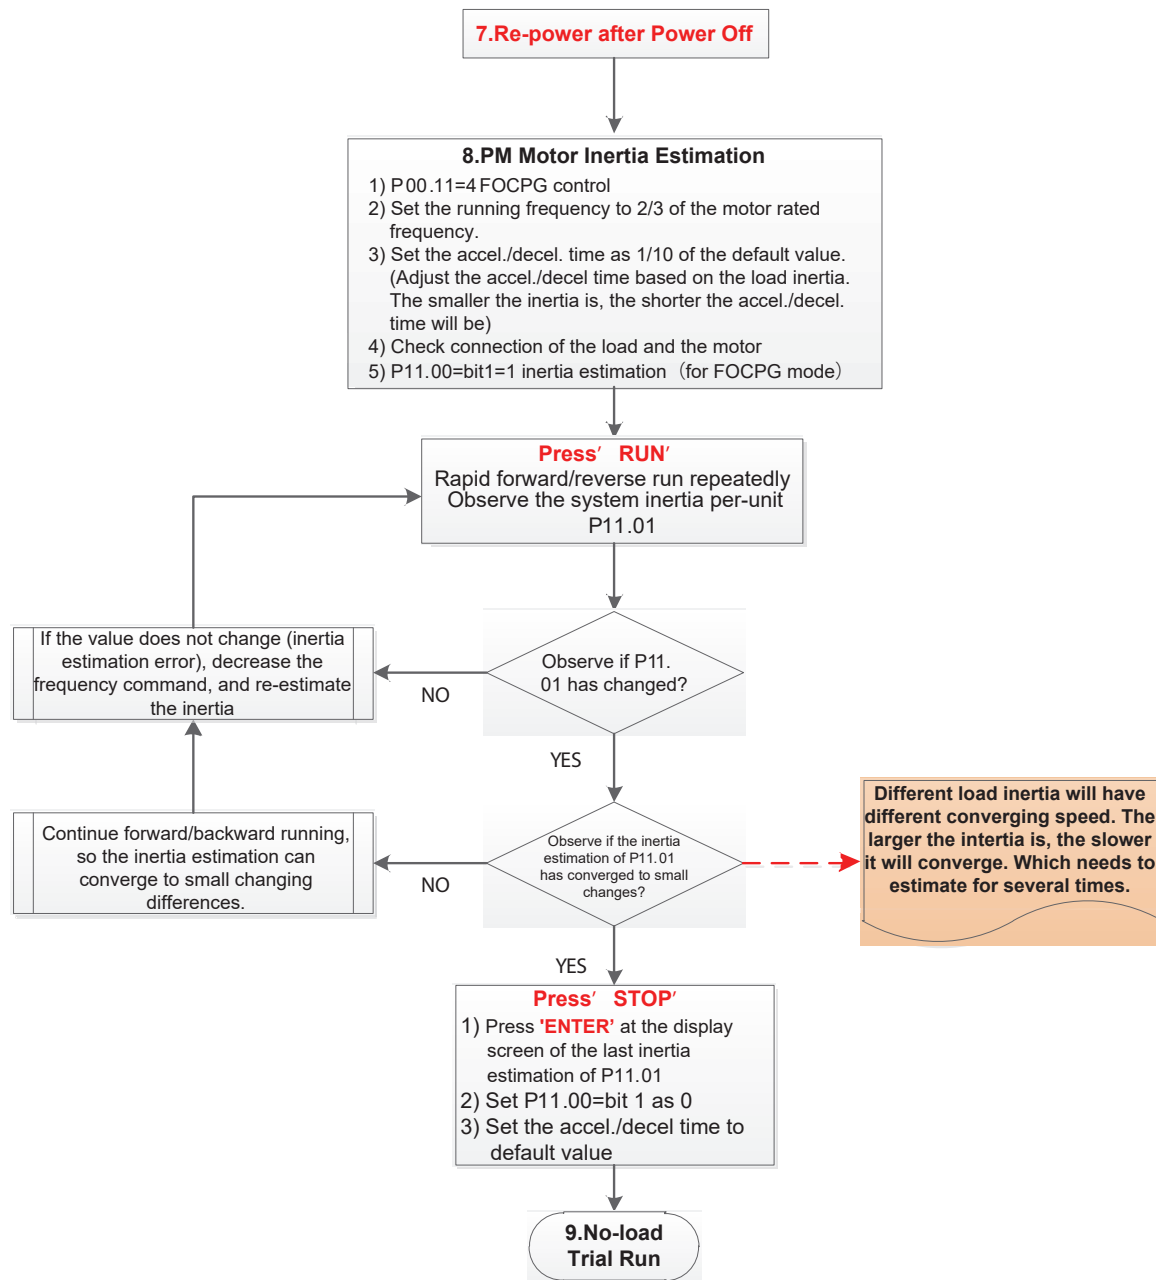 7.Re-power after Power Off
8.PM Motor Inertia Estimation
1) P00.11=4 FOCPG control
2) Set the running frequency to 2/3 of the motor rated
frequency.
3) Set the accel./decel. time as 1/10 of the default value.
(Adjust the accel./decel time based on the load inertia.
The smaller the inertia is, the shorter the accel./decel.
time will be)
4) Check connection of the load and the motor
5) P11.00=bit1=1 inertia estimation（for FOCPG mode）
Press' RUN'
Rapid forward/reverse run repeatedly
Observe the system inertia per-unit
P11.01
Observe if P11.
01 has changed?
NO
If the value does not change (inertia
estimation error), decrease the
frequency command, and re-estimate
the inertia
YES
Observe if the inertia
estimation of P11.01
has converged to small
changes?
NO
Continue forward/backward running,
so the inertia estimation can
converge to small changing
differences.
Different load inertia will have
different converging speed. The
larger the intertia is, the slower
it will converge. Which needs to
estimate for several times.
YES
Press' STOP'
1) Press 'ENTER’ at the display
screen of the last inertia
estimation of P11.01
2) Set P11.00=bit 1 as 0
3) Set the accel./decel time to
default value
9.No-load
Trial Run